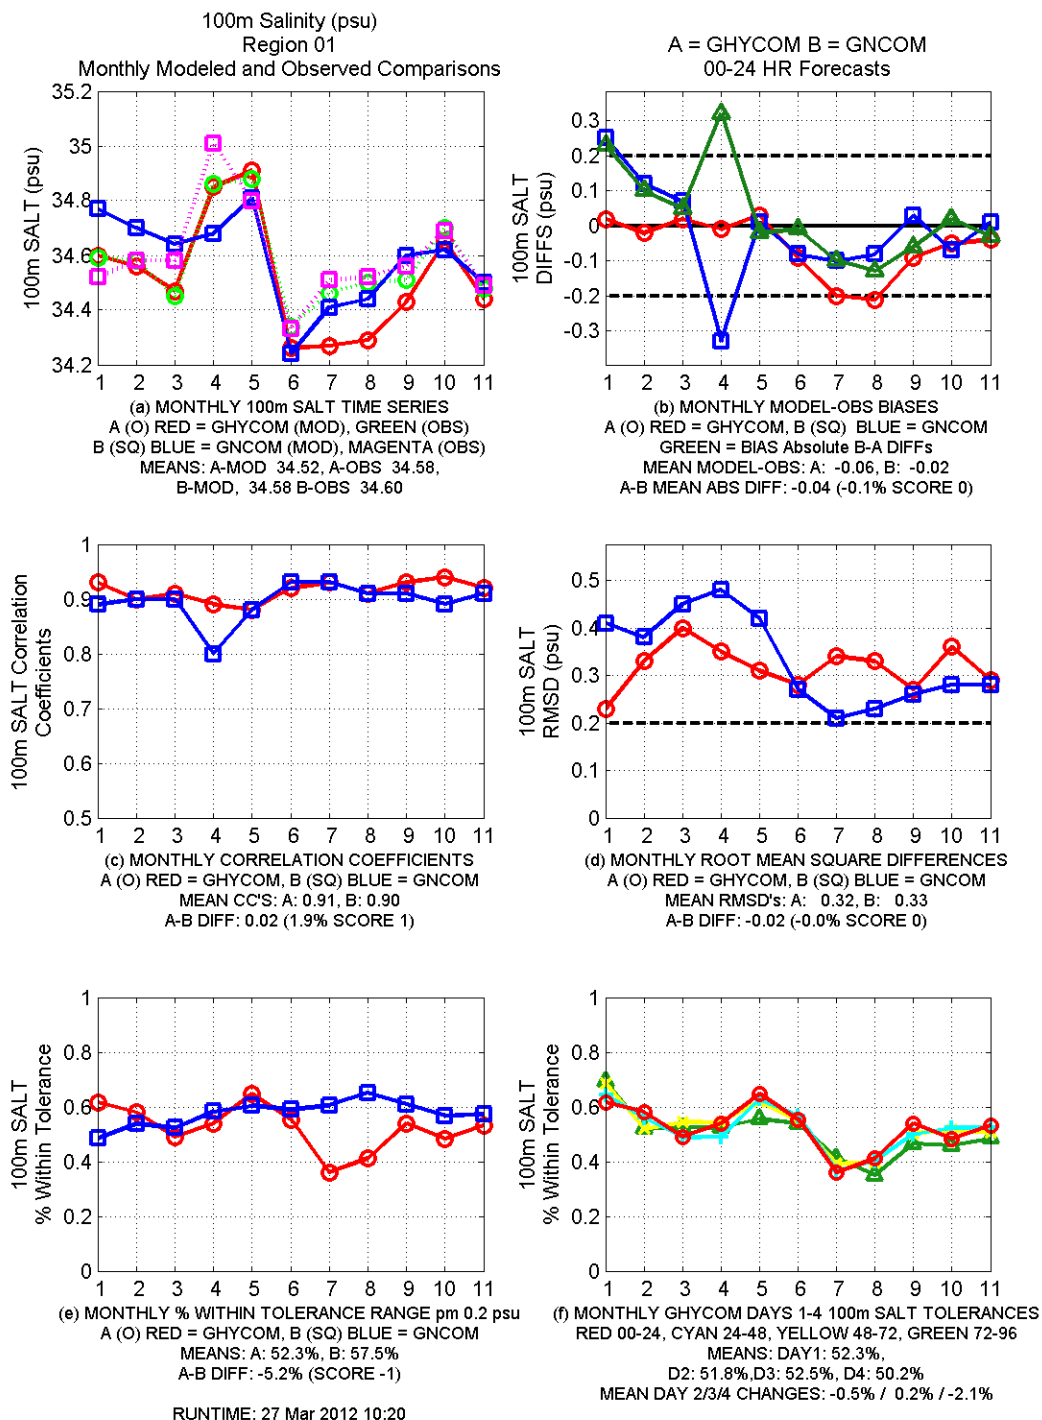 100m Salinity (psu)
Region 01
Monthly Modeled and Observed Comparisons
A = GHYCOM B = GNCOM
00-24 HR Forecasts
100m SALT (psu)
35.2
35
34.8
34.6
34.4
34.2
1 2 3 4 5 6 7 8 9 10 11
(a) MONTHLY 100m SALT TIME SERIES
A (O) RED = GHYCOM (MOD), GREEN (OBS)
B (SQ) BLUE = GNCOM (MOD), MAGENTA (OBS)
MEANS: A-MOD 34.52, A-OBS 34.58,
B-MOD, 34.58 B-OBS 34.60
100m SALT
DIFFS (psu)
0.3
0.2
0.1
0
-0.1
-0.2
-0.3
1 2 3 4 5 6 7 8 9 10 11
(b) MONTHLY MODEL-OBS BIASES
A (O) RED = GHYCOM, B (SQ) BLUE = GNCOM
GREEN = BIAS Absolute B-A DIFFs
MEAN MODEL-OBS: A: -0.06, B: -0.02
A-B MEAN ABS DIFF: -0.04 (-0.1% SCORE 0)
100m SALT Correlation
Coefficients
1
0.9
0.8
0.7
0.6
0.5
1 2 3 4 5 6 7 8 9 10 11
(c) MONTHLY CORRELATION COEFFICIENTS
A (O) RED = GHYCOM, B (SQ) BLUE = GNCOM
MEAN CC'S: A: 0.91, B: 0.90
A-B DIFF: 0.02 (1.9% SCORE 1)
100m SALT
RMSD (psu)
0.5
0.4
0.3
0.2
0.1
0
1 2 3 4 5 6 7 8 9 10 11
(d) MONTHLY ROOT MEAN SQUARE DIFFERENCES
A (O) RED = GHYCOM, B (SQ) BLUE = GNCOM
MEAN RMSD's: A: 0.32, B: 0.33
A-B DIFF: -0.02 (-0.0% SCORE 0)
100m SALT
% Within Tolerance
1
0.8
0.6
0.4
0.2
0
1 2 3 4 5 6 7 8 9 10 11
(e) MONTHLY % WITHIN TOLERANCE RANGE pm 0.2 psu
A (O) RED = GHYCOM, B (SQ) BLUE = GNCOM
MEANS: A: 52.3%, B: 57.5%
A-B DIFF: -5.2% (SCORE -1)
100m SALT
% Within Tolerance
1
0.8
0.6
0.4
0.2
0
1 2 3 4 5 6 7 8 9 10 11
(f) MONTHLY GHYCOM DAYS 1-4 100m SALT TOLERANCES
RED 00-24, CYAN 24-48, YELLOW 48-72, GREEN 72-96
MEANS: DAY1: 52.3%,
D2: 51.8%,D3: 52.5%, D4: 50.2%
MEAN DAY 2/3/4 CHANGES: -0.5% / 0.2% / -2.1%
RUNTIME: 27 Mar 2012 10:20